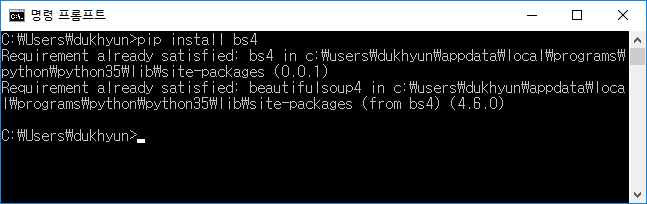 명령 프롬프트
C:\Users₩dukhyun>pip install bs4
Requirement already satisfied: bs4 in c:₩users₩dukhyun₩appdata₩local₩programs₩
python₩python35₩lib₩site-packages (0.0.1)
Requirement already satisfied: beautifulsoup4 in c:₩users₩dukhyun₩appdata₩loca
l₩programs₩python₩python35₩lib₩site-packages (from bs4) (4.6.0)
C:₩Users₩dukhyun>